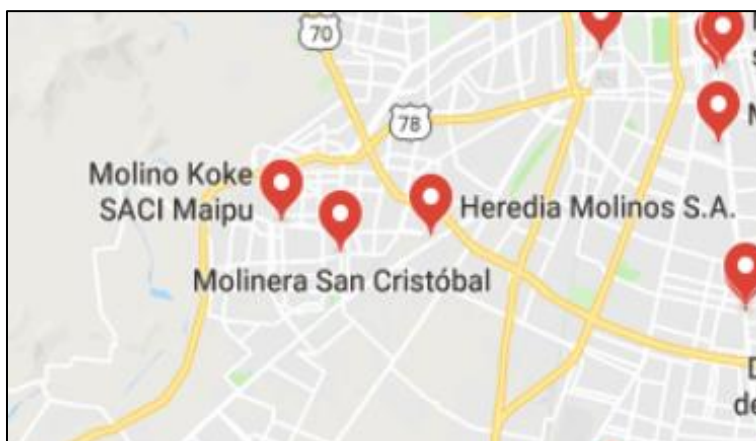 70
78
Molino Koke
SACI Maipu
Heredia Molinos S.A.
Molinera San Cristóbal